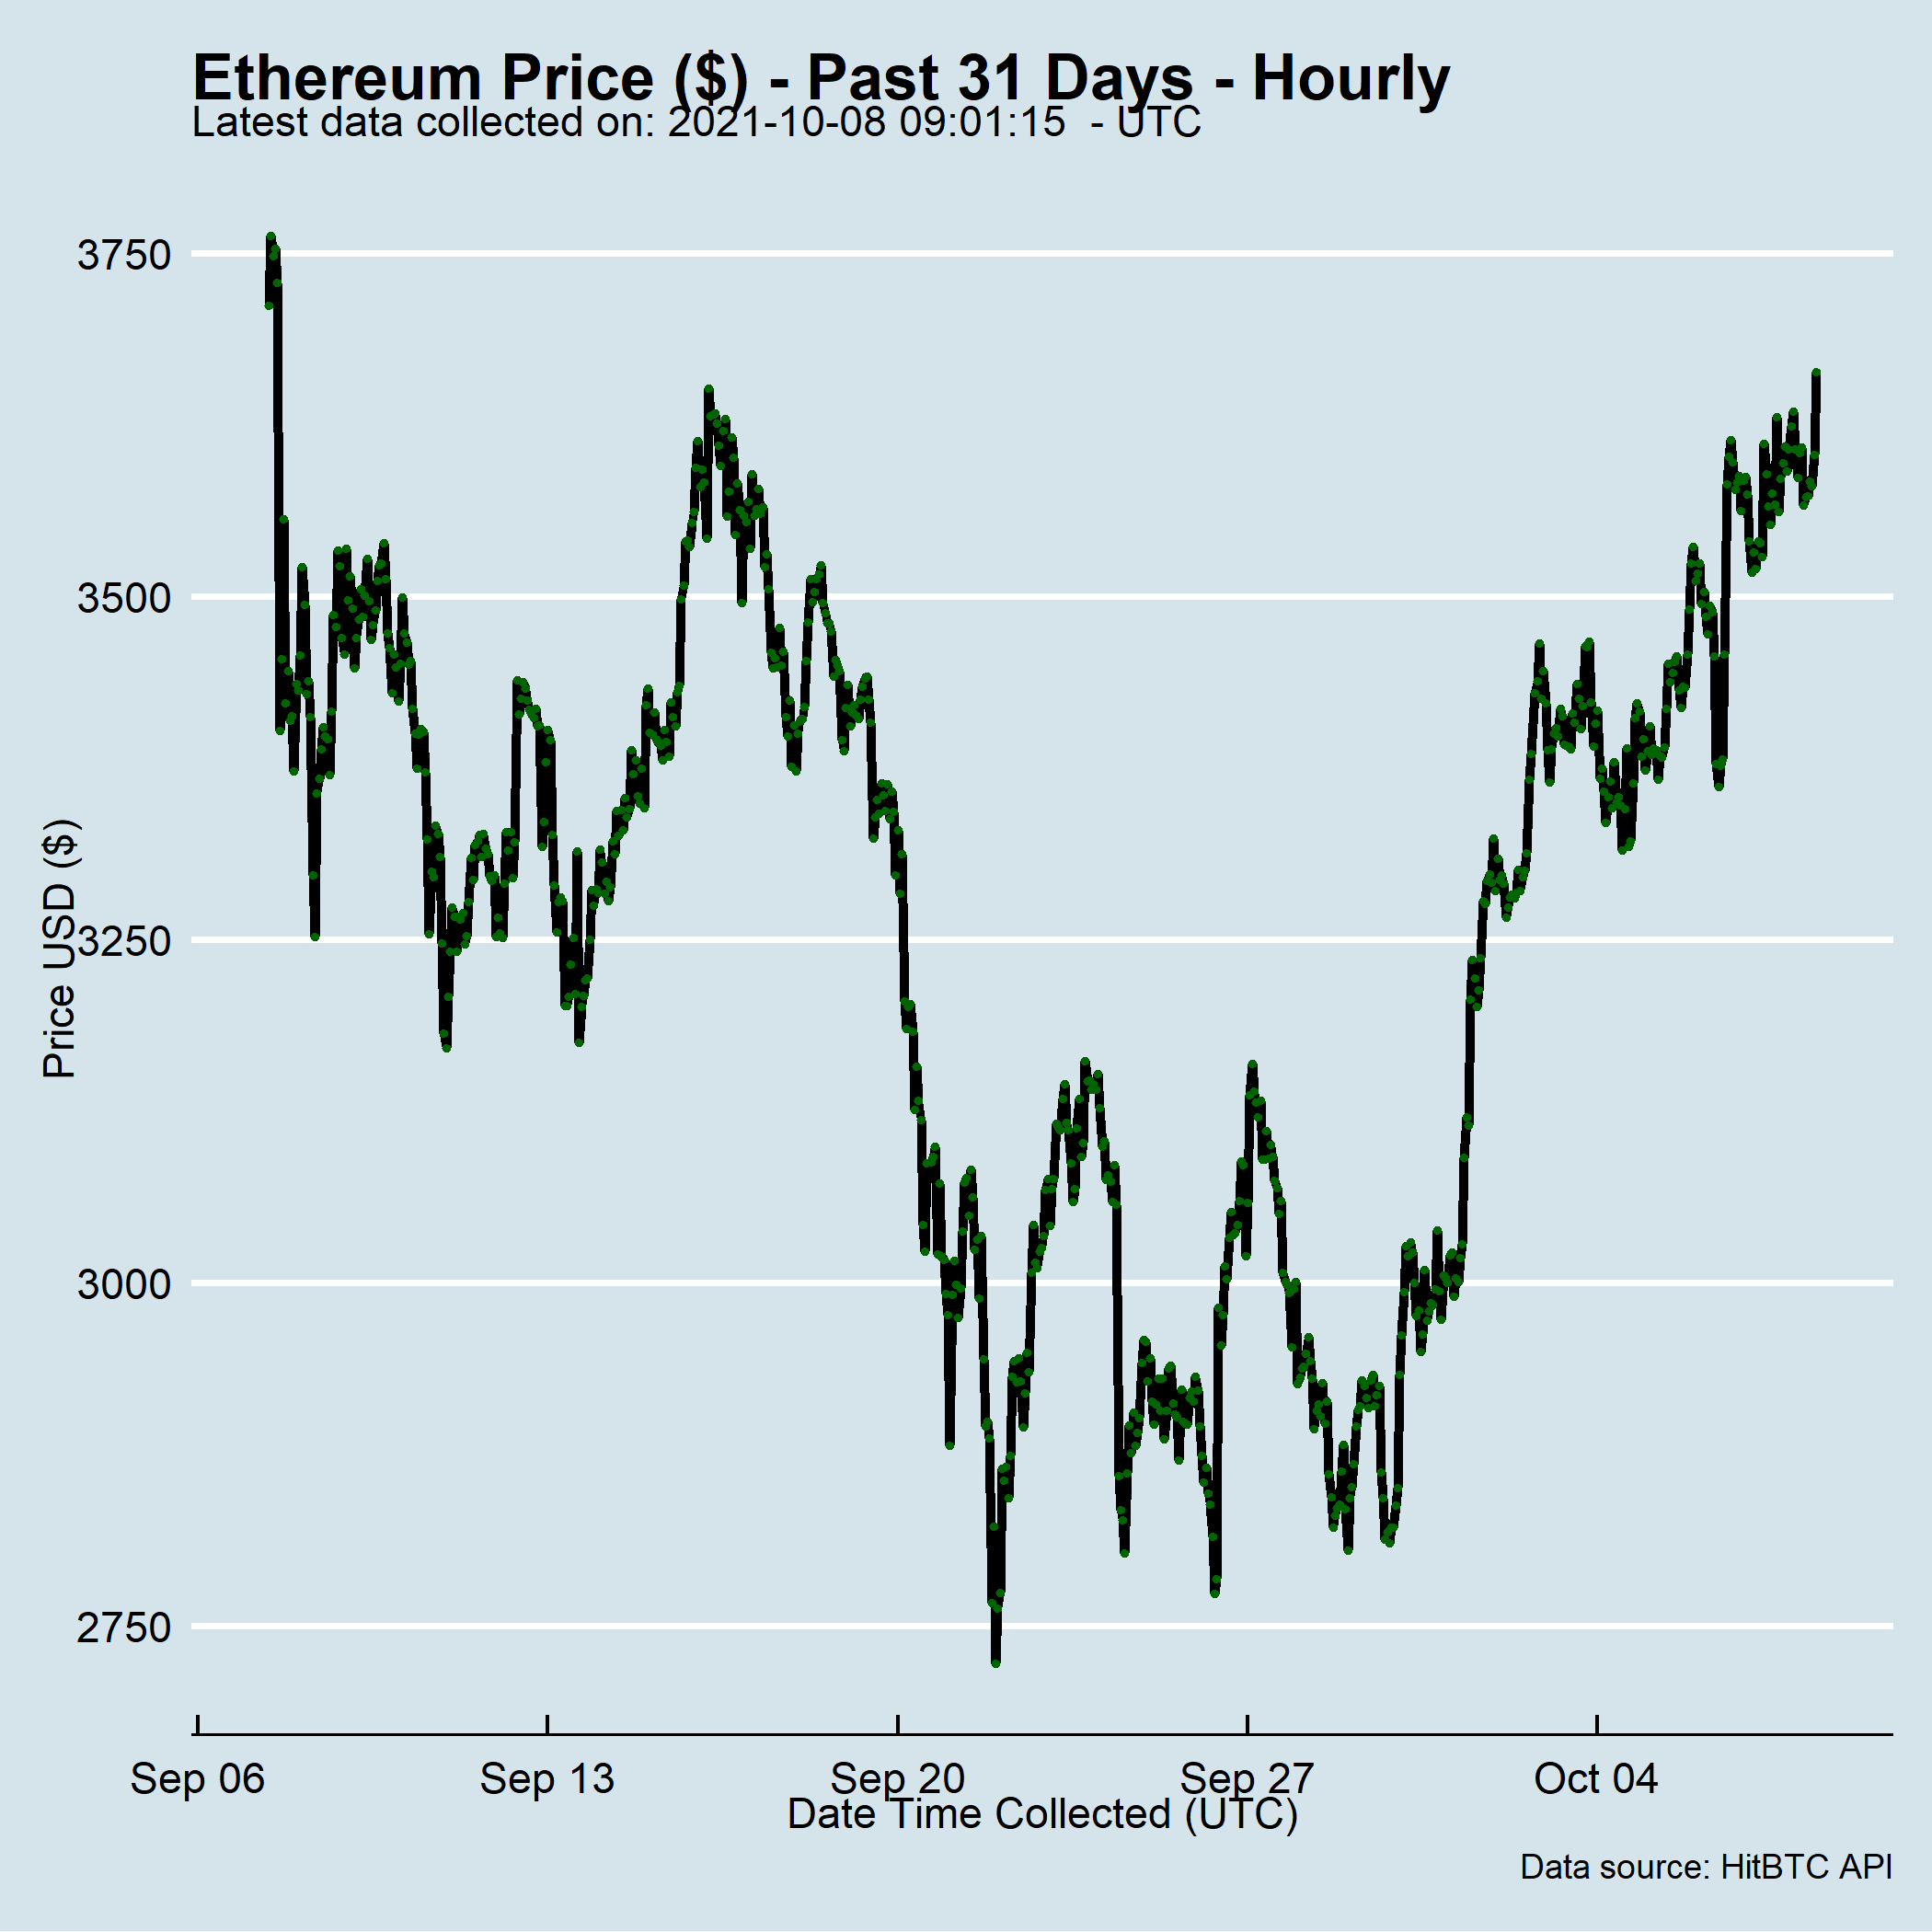 Ethereum Price ($) - Past 31 Days - Hourly
Latest data collected on: 2021-10-08 09:01:15  - UTC
3750
3500
3250
3000
2750
Price USD ($)
Sep 06 Sep 13 Sep 20 Sep 27 Oct 04
Date Time Collected (UTC)
Data source: HitBTC API